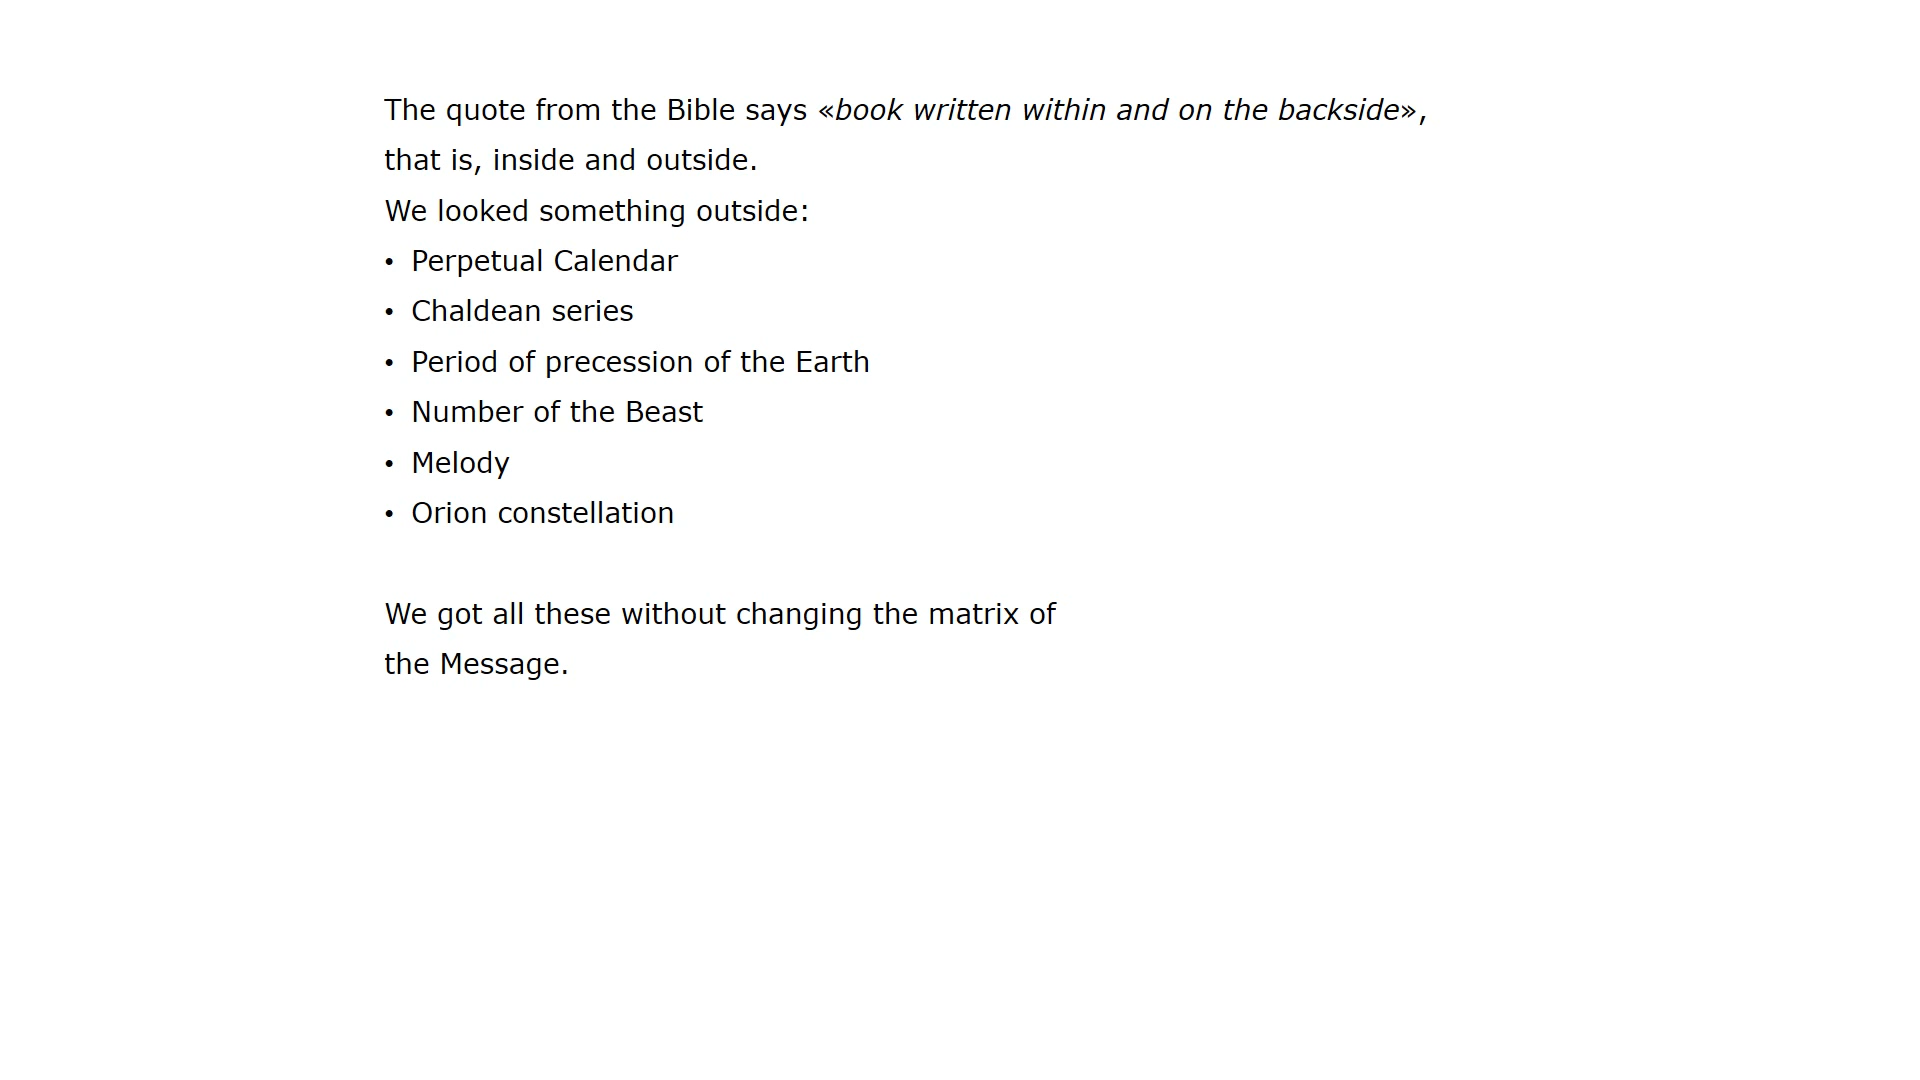 The quote from the Bible says «book written within and on the backside»,
that is, inside and outside.
We looked something outside:
• Perpetual Calendar
• Chaldean series
• Period of precession of the Earth
• Number of the Beast
• Melody
• Orion constellation
We got all these without changing the matrix of
the Message.